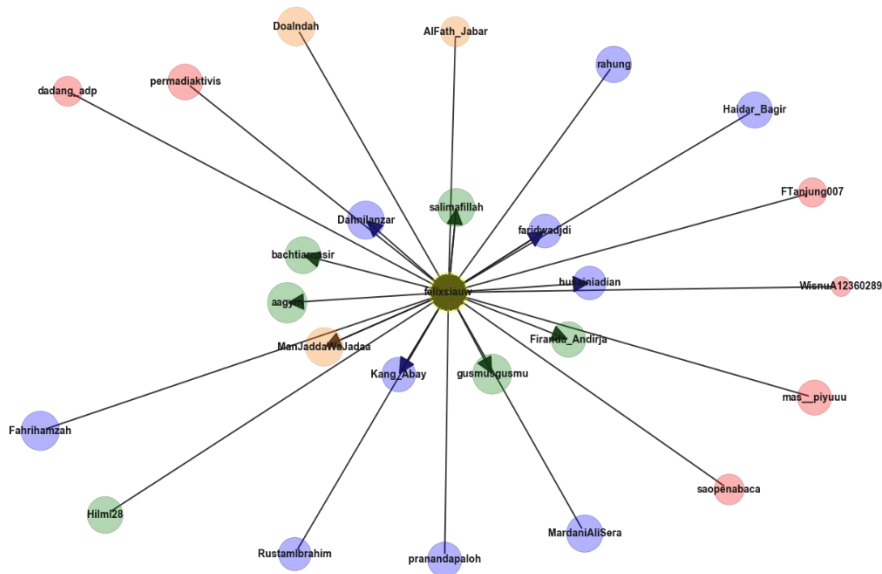 DoaIndah
AlFath_Jabar
rahung
permadiaktivis
dadang_adp
Haidar_Bagir
FTanjung007
salimafillah
Dahnilanzar
faridwadjdi
bachtiarnasir
husainiadian
WisnuA12360289
felixsiauw
aagym
Firanda_Andirja
ManJaddaWaJadaa
Kang_Abay
gusmusgusmu
mas__piyuuu
Fahrihamzah
saopenabaca
Hilmi28
MardaniAliSera
RustamIbrahim
pranandapaloh